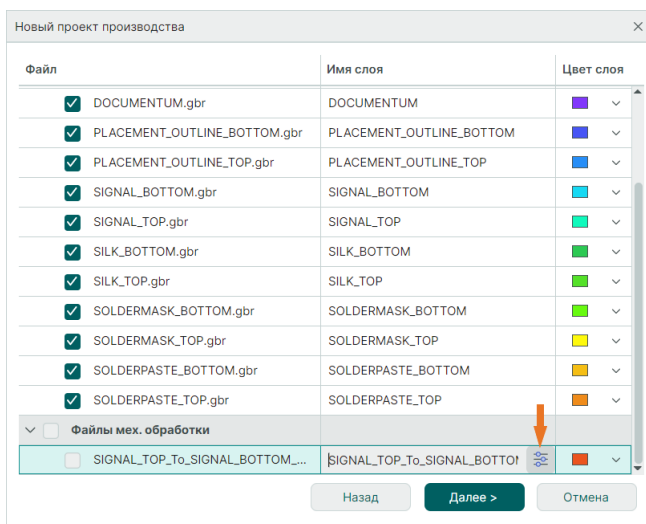 Новый проект производства
Файл Имя слоя Цвет слоя
DOCUMENTUM.gbr DOCUMENTUM
PLACEMENT_OUTLINE_BOTTOM.gbr PLACEMENT_OUTLINE_BOTTOM
PLACEMENT_OUTLINE_TOP.gbr PLACEMENT_OUTLINE_TOP
SIGNAL_BOTTOM.gbr SIGNAL_BOTTOM
SIGNAL_TOP.gbr SIGNAL_TOP
SILK_BOTTOM.gbr SILK_BOTTOM
SILK_TOP.gbr SILK_TOP
SOLDERMASK_BOTTOM.gbr SOLDERMASK_BOTTOM
SOLDERMASK_TOP.gbr SOLDERMASK_TOP
SOLDERPASTE_BOTTOM.gbr SOLDERPASTE_BOTTOM
SOLDERPASTE_TOP.gbr SOLDERPASTE_TOP
Файлы мех. обработки
SIGNAL_TOP_To_SIGNAL_BOTTOM_... SIGNAL_TOP_To_SIGNAL_BOTTOM
Назад Далее > Отмена